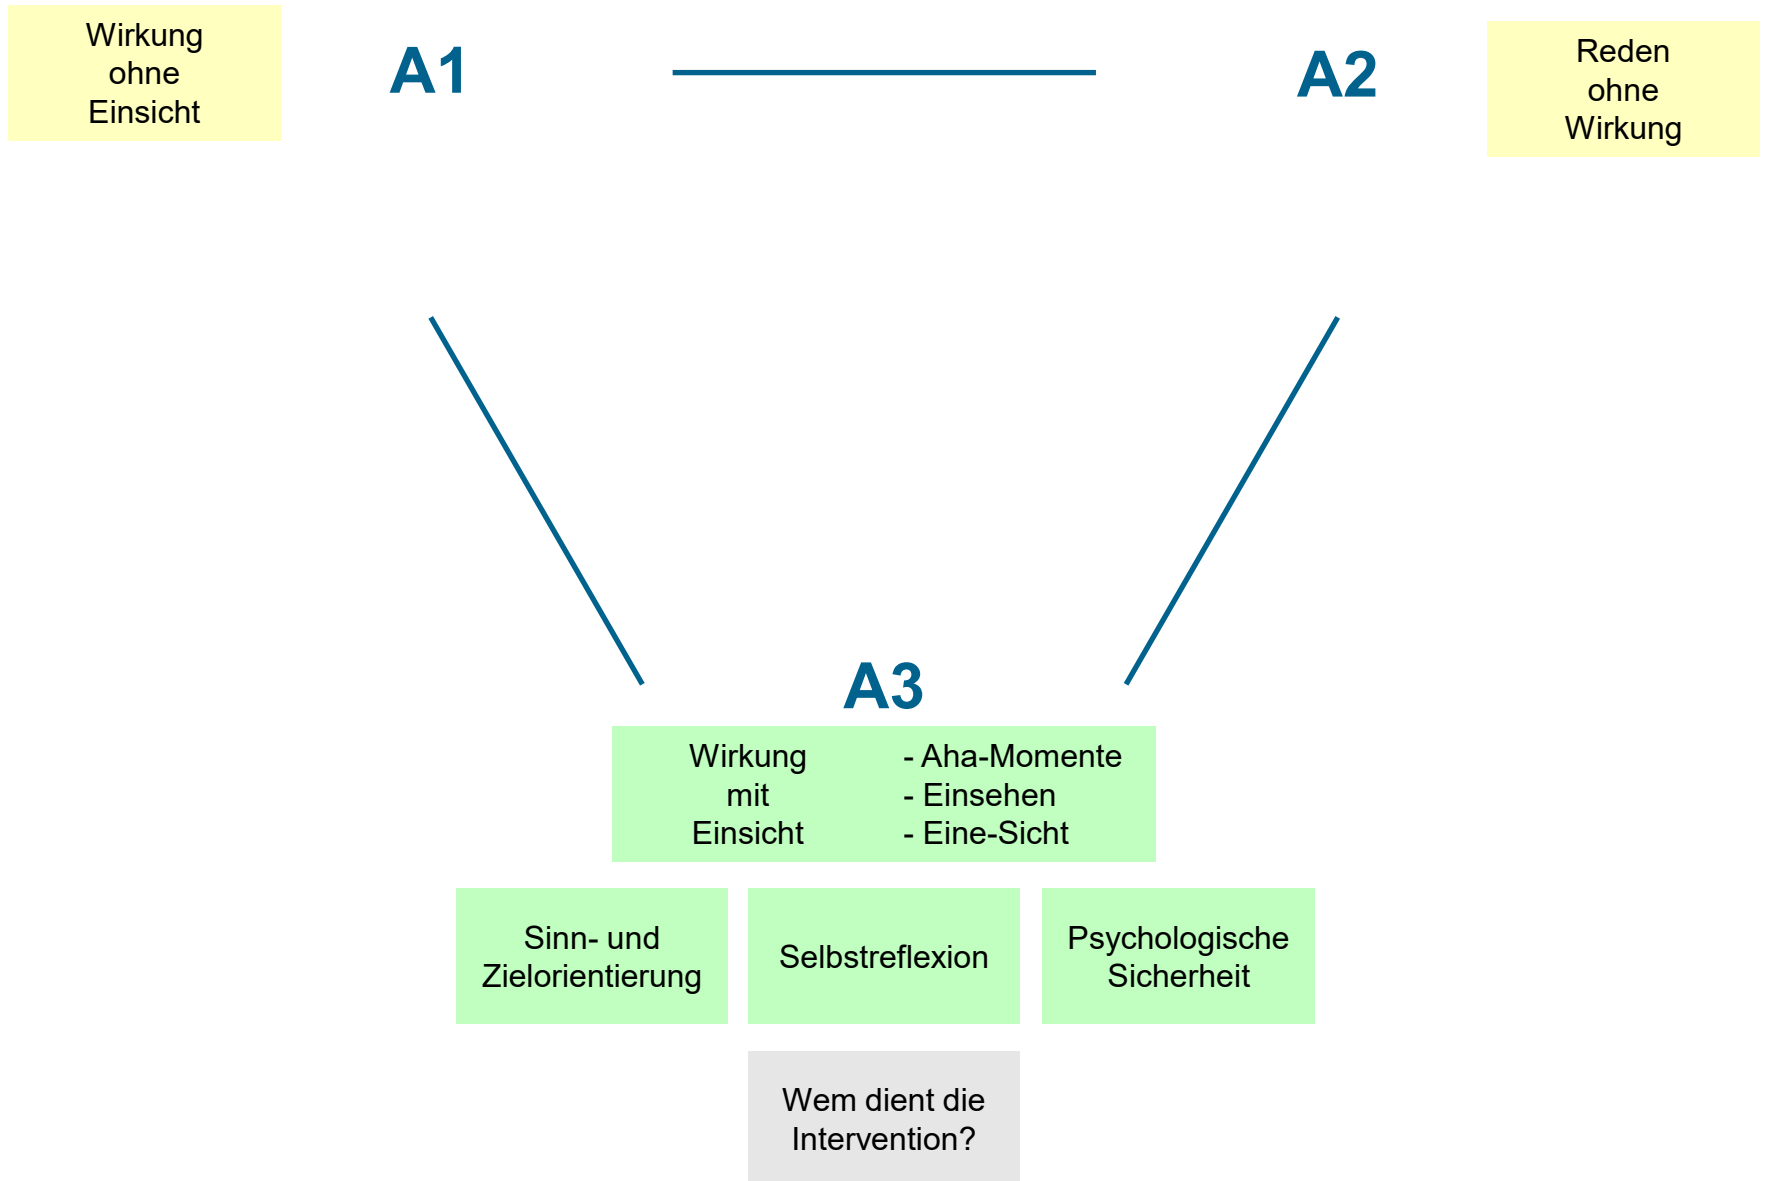 Wirkung
ohne
Einsicht
A1
A2
Reden
ohne
Wirkung
A3
Wirkung
mit
Einsicht
- Aha-Momente
- Einsehen
- Eine-Sicht
Sinn- und
Zielorientierung
Selbstreflexion
Psychologische
Sicherheit
Wem dient die
Intervention?